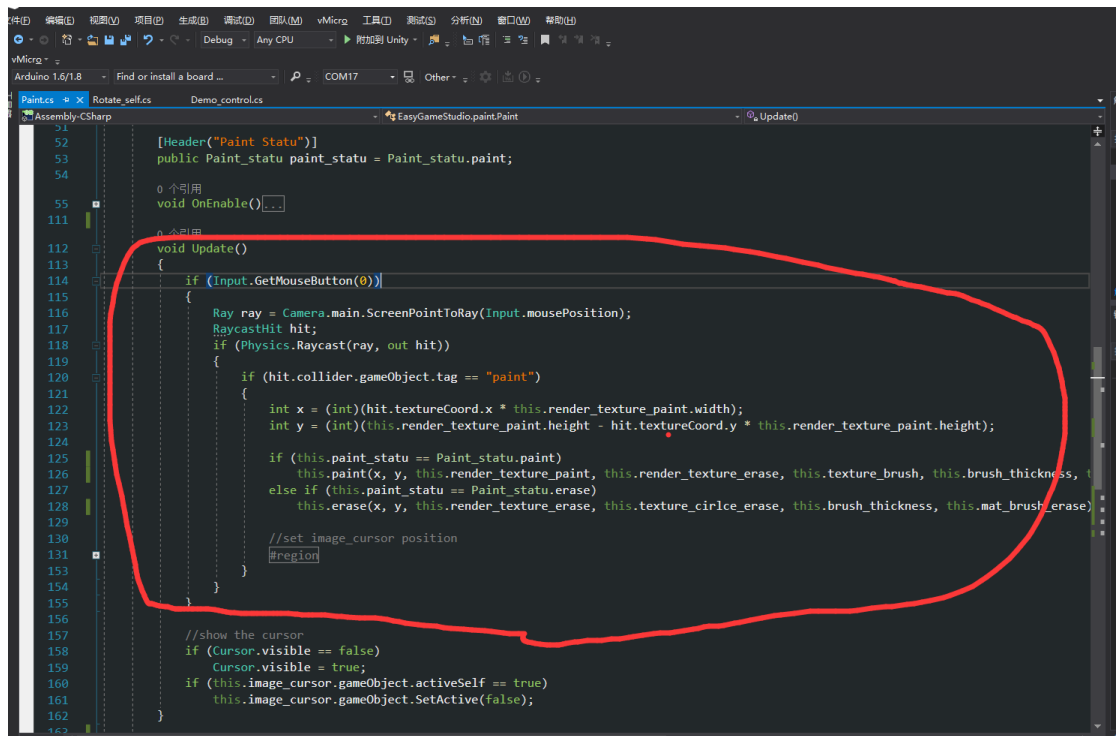 文件(F) 编辑(E) 视图(V) 项目(P) 生成(B) 调试(D) 团队(M) vMicro 工具(T) 测试(S) 分析(N) 窗口(W) 帮助(H)
Debug Any CPU 附加到 Unity
vMicro
Arduino 1.6/1.8 Find or install a board ... COM17 Other
Paint.cs Rotate_self.cs Demo_control.cs
Assembly-CSharp EasyGameStudio.paint.Paint Update()
51
52 [Header("Paint Statu")]
53 public Paint_statu paint_statu = Paint_statu.paint;
54
0 个引用
55 void OnEnable()...
111
0 个引用
112 void Update()
113 {
114 if (Input.GetMouseButton(0))
115 {
116 Ray ray = Camera.main.ScreenPointToRay(Input.mousePosition);
117 RaycastHit hit;
118 if (Physics.Raycast(ray, out hit))
119 {
120 if (hit.collider.gameObject.tag == "paint")
121 {
122 int x = (int)(hit.textureCoord.x * this.render_texture_paint.width);
123 int y = (int)(this.render_texture_paint.height - hit.textureCoord.y * this.render_texture_paint.height);
124
125 if (this.paint_statu == Paint_statu.paint)
126 this.paint(x, y, this.render_texture_paint, this.render_texture_erase, this.texture_brush, this.brush_thickness, t
127 else if (this.paint_statu == Paint_statu.erase)
128 this.erase(x, y, this.render_texture_erase, this.texture_cirlce_erase, this.brush_thickness, this.mat_brush_erase)
129
130 //set image_cursor position
131 #region
153 }
154 }
155 }
156
157 //show the cursor
158 if (Cursor.visible == false)
159 Cursor.visible = true;
160 if (this.image_cursor.gameObject.activeSelf == true)
161 this.image_cursor.gameObject.SetActive(false);
162 }
163